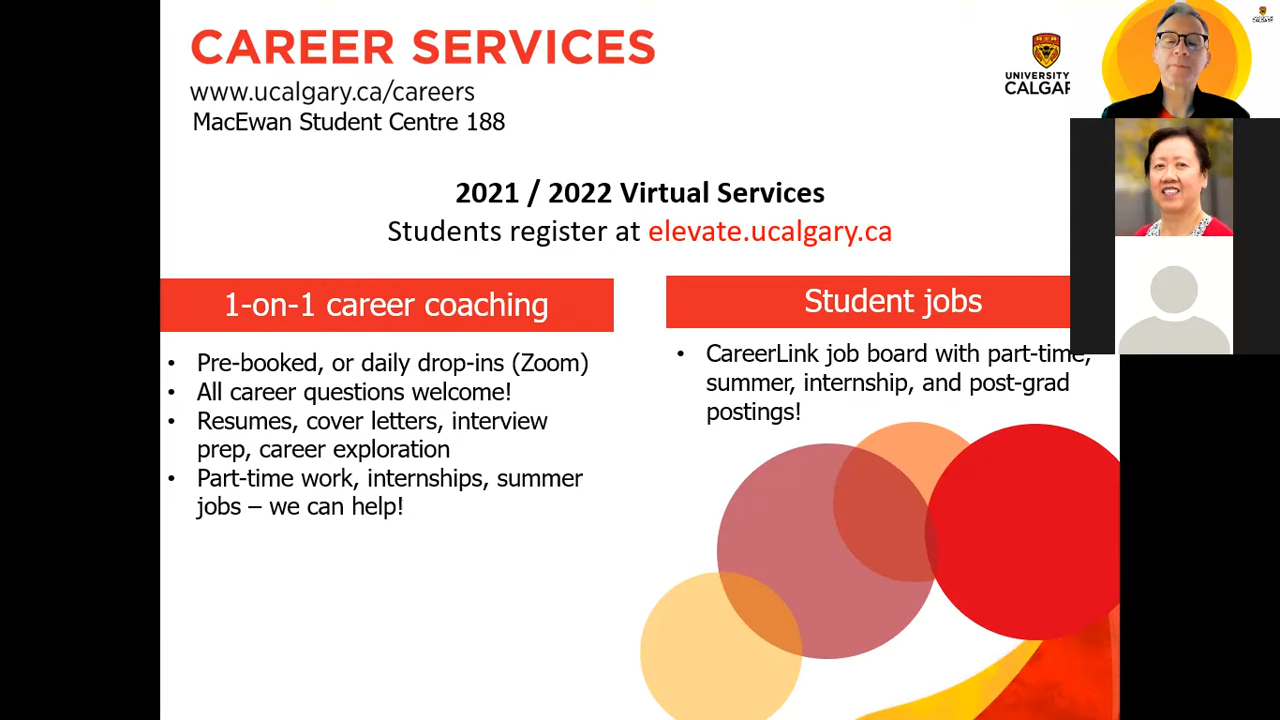 CAREER SERVICES
www.ucalgary.ca/careers
MacEwan Student Centre 188
UNIVERSITY
CALGAR
2021 / 2022 Virtual Services
Students register at elevate.ucalgary.ca
1-on-1 career coaching
• Pre-booked, or daily drop-ins (Zoom)
• All career questions welcome!
• Resumes, cover letters, interview
prep, career exploration
• Part-time work, internships, summer
jobs – we can help!
Student jobs
• CareerLink job board with part-time,
summer, internship, and post-grad
postings!